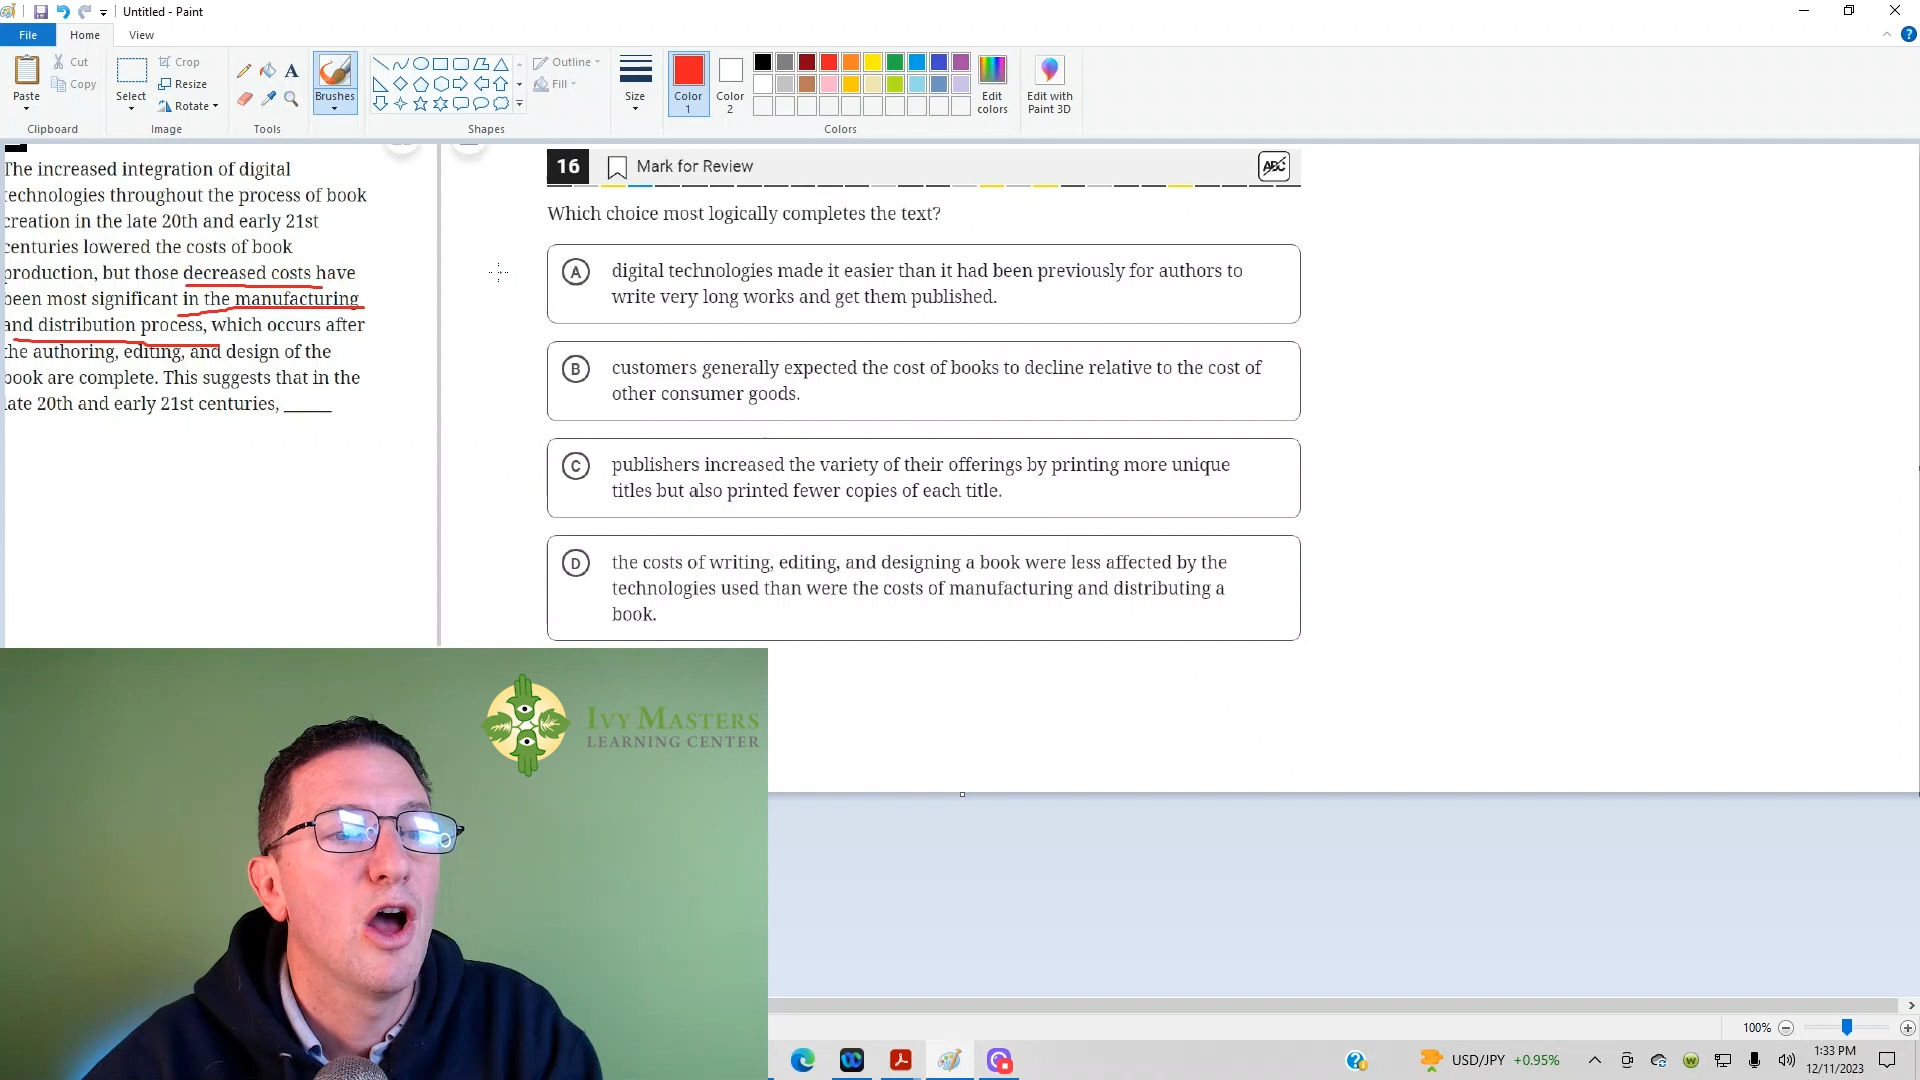 Untitled - Paint
File Home View
Paste
Cut
Copy
Clipboard
Select
Crop
Resize
Rotate
Image
A
Tools
Brushes
Outline
Fill
Shapes
Size
Color 1
Color 2
Edit colors
Colors
Edit with Paint 3D
The increased integration of digital
technologies throughout the process of book
creation in the late 20th and early 21st
centuries lowered the costs of book
production, but those decreased costs have
been most significant in the manufacturing
and distribution process, which occurs after
the authoring, editing, and design of the
book are complete. This suggests that in the
late 20th and early 21st centuries, ______
16 Mark for Review ABC
Which choice most logically completes the text?
A digital technologies made it easier than it had been previously for authors to
write very long works and get them published.
B customers generally expected the cost of books to decline relative to the cost of
other consumer goods.
C publishers increased the variety of their offerings by printing more unique
titles but also printed fewer copies of each title.
D the costs of writing, editing, and designing a book were less affected by the
technologies used than were the costs of manufacturing and distributing a
book.
IVY MASTERS
LEARNING CENTER
100%
USD/JPY +0.95%
1:33 PM
12/11/2023